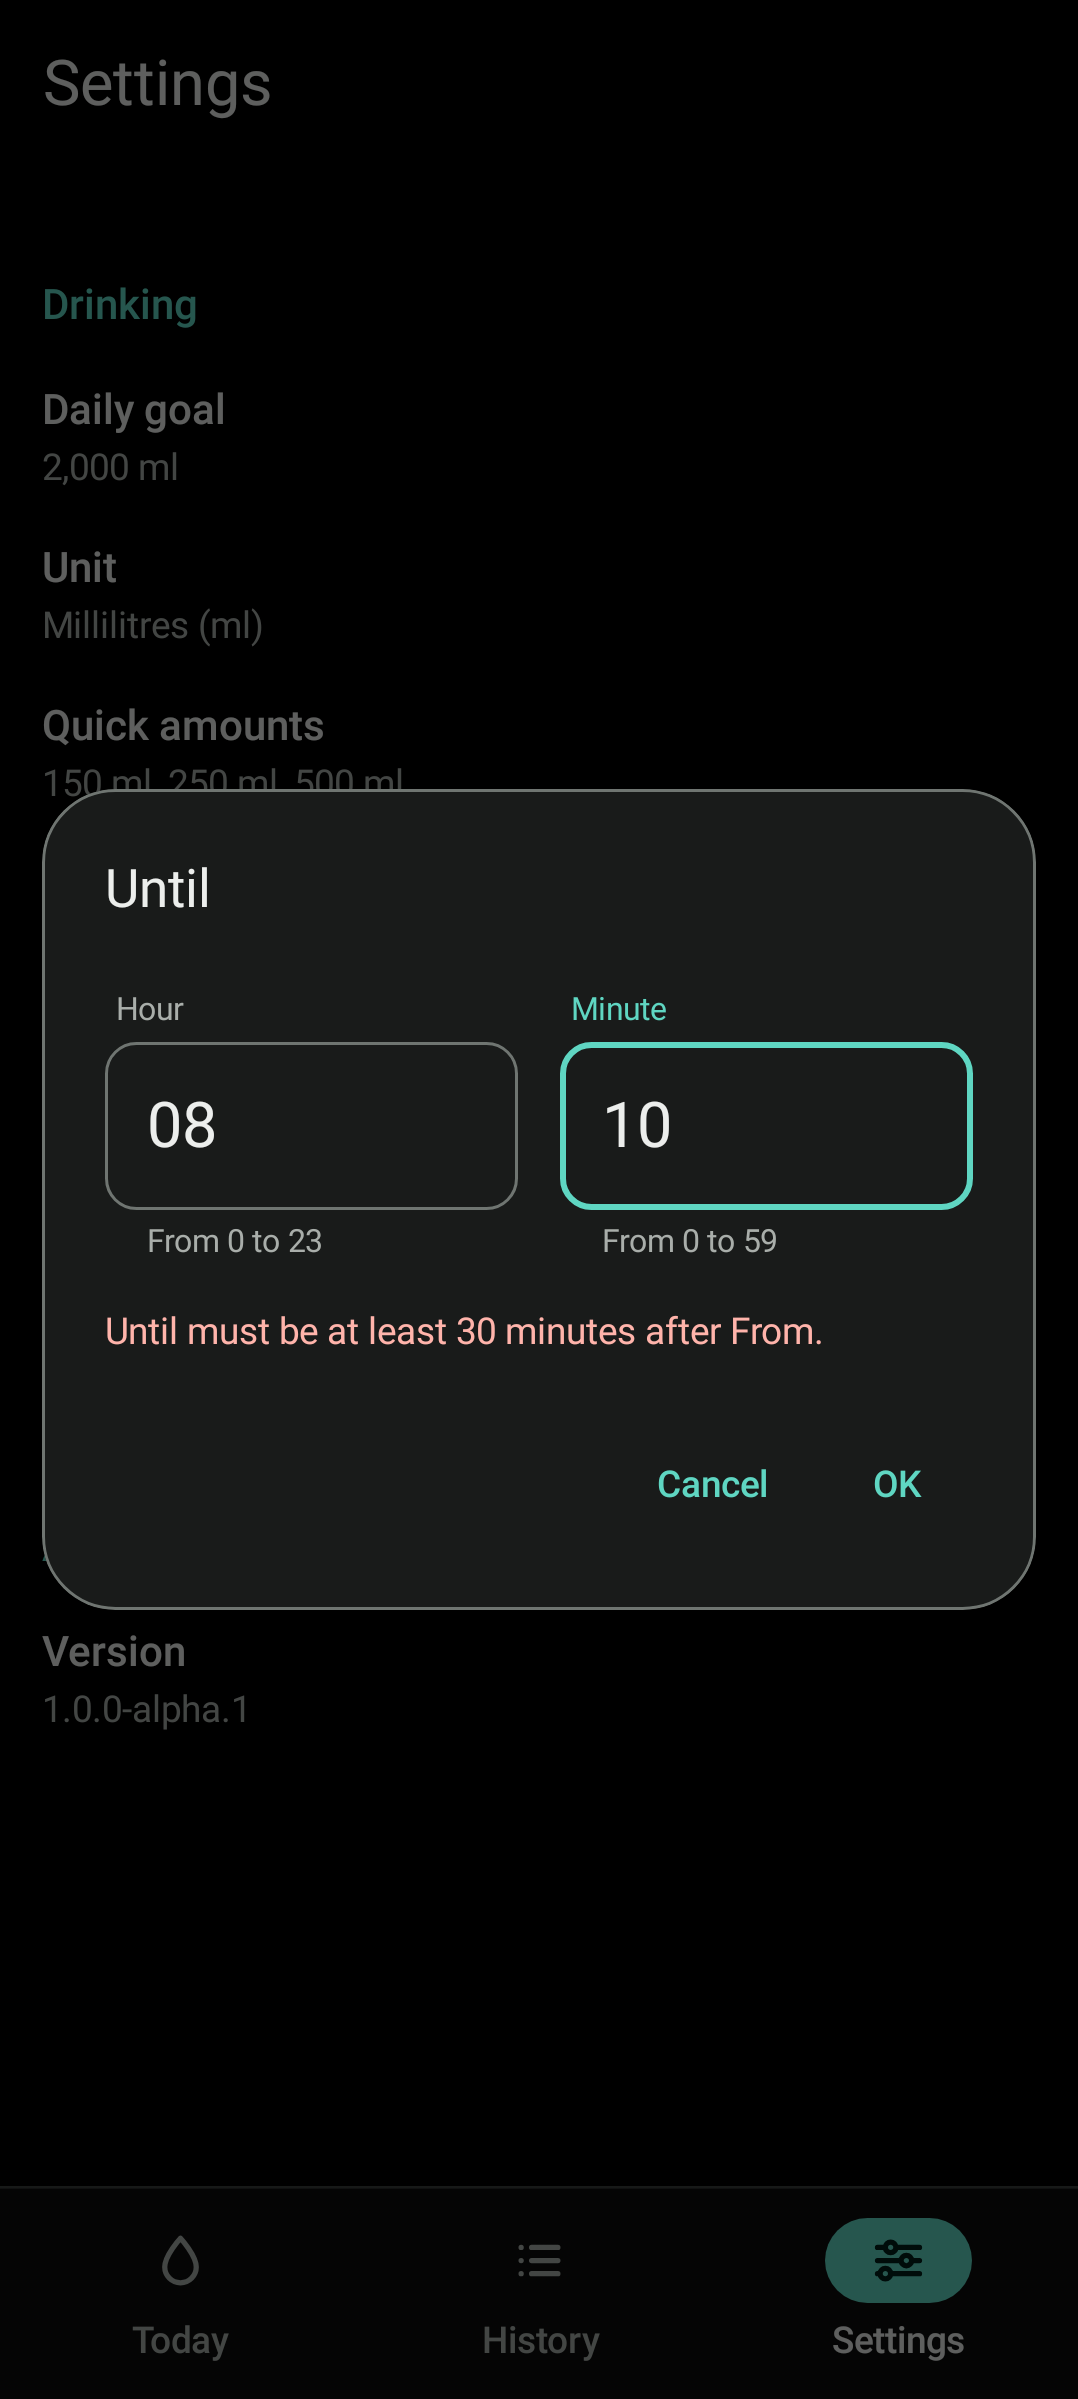 Settings
Drinking
Daily goal
2,000 ml
Unit
Millilitres (ml)
Quick amounts
150 ml, 250 ml, 500 ml
Until
Hour
Minute
08
10
From 0 to 23
From 0 to 59
Until must be at least 30 minutes after From.
Cancel
OK
Version
1.0.0-alpha.1
Today
History
Settings